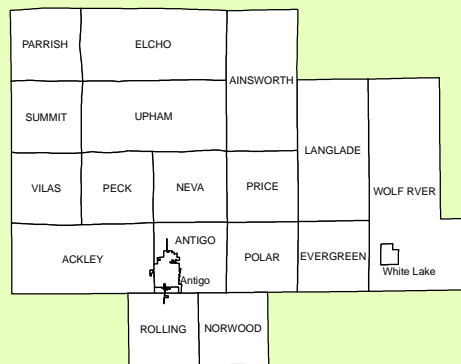 PARRISH
ELCHO
AINSWORTH
SUMMIT
UPHAM
LANGLADE
VILAS
PECK
NEVA
PRICE
WOLF RVER
ANTIGO
ACKLEY
POLAR
EVERGREEN
White Lake
Antigo
ROLLING
NORWOOD